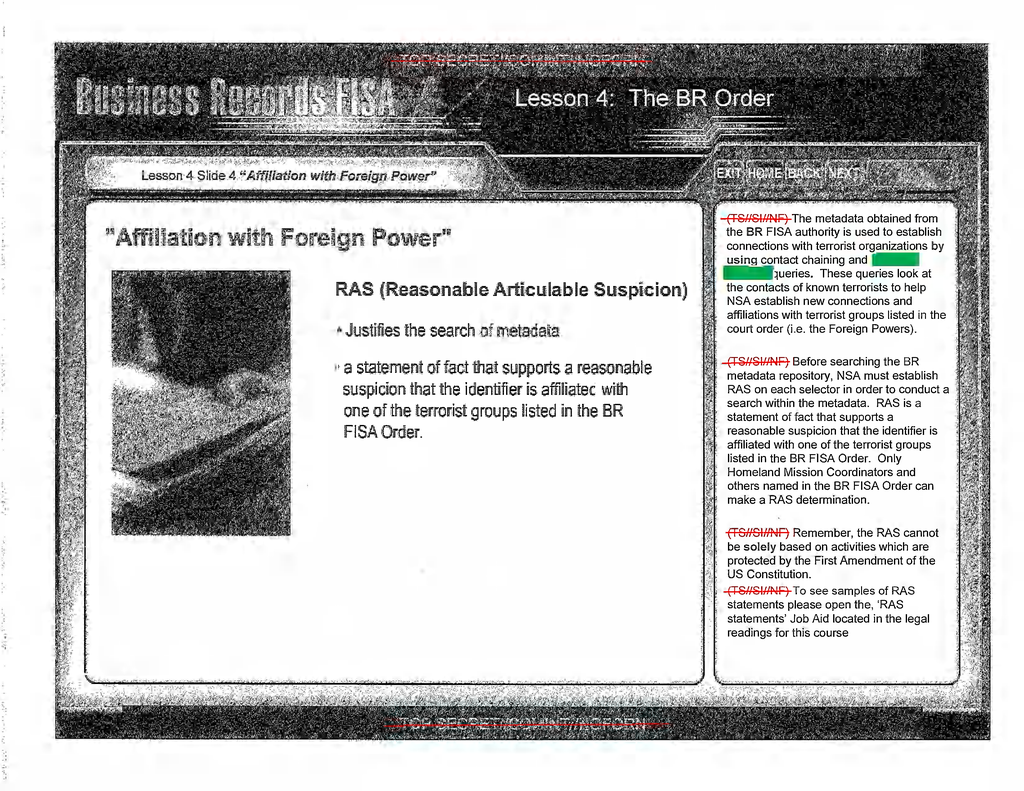 Business Records FISA
Lesson 4: The BR Order
Lesson 4 Slide 4 "Affiliation with Foreign Power"
EXIT HOME BACK NEXT
"Affiliation with Foreign Power"
RAS (Reasonable Articulable Suspicion)
• Justifies the search of metadata
• a statement of fact that supports a reasonable
suspicion that the identifier is affiliated with
one of the terrorist groups listed in the BR
FISA Order.
(TS//SI//NF) The metadata obtained from
the BR FISA authority is used to establish
connections with terrorist organizations by
using contact chaining and
queries. These queries look at
the contacts of known terrorists to help
NSA establish new connections and
affiliations with terrorist groups listed in the
court order (i.e. the Foreign Powers).
(TS//SI//NF) Before searching the BR
metadata repository, NSA must establish
RAS on each selector in order to conduct a
search within the metadata. RAS is a
statement of fact that supports a
reasonable suspicion that the identifier is
affiliated with one of the terrorist groups
listed in the BR FISA Order. Only
Homeland Mission Coordinators and
others named in the BR FISA Order can
make a RAS determination.
(TS//SI//NF) Remember, the RAS cannot
be solely based on activities which are
protected by the First Amendment of the
US Constitution.
(TS//SI//NF) To see samples of RAS
statements please open the, 'RAS
statements' Job Aid located in the legal
readings for this course